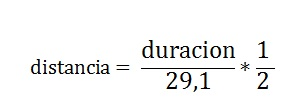 distancia = duracion/29,1 * 1/2